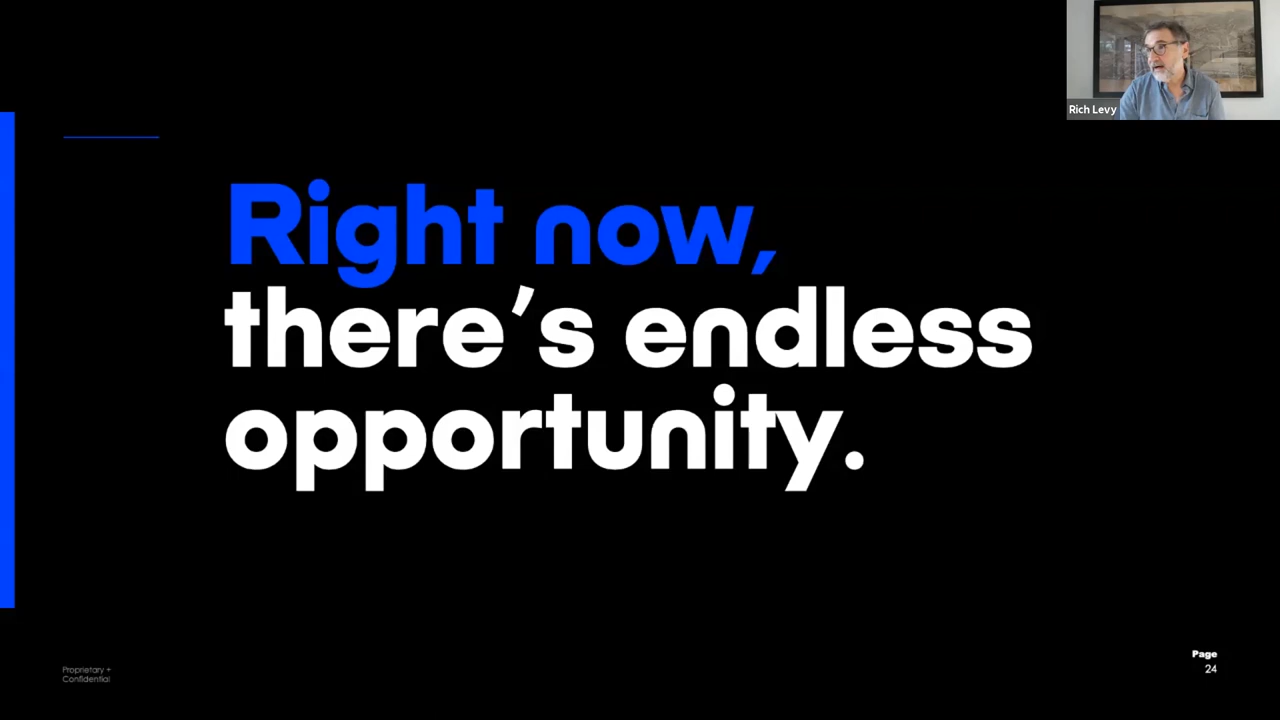 Rich Levy
Right now,
there’s endless
opportunity.
Proprietary +
Confidential
Page
24